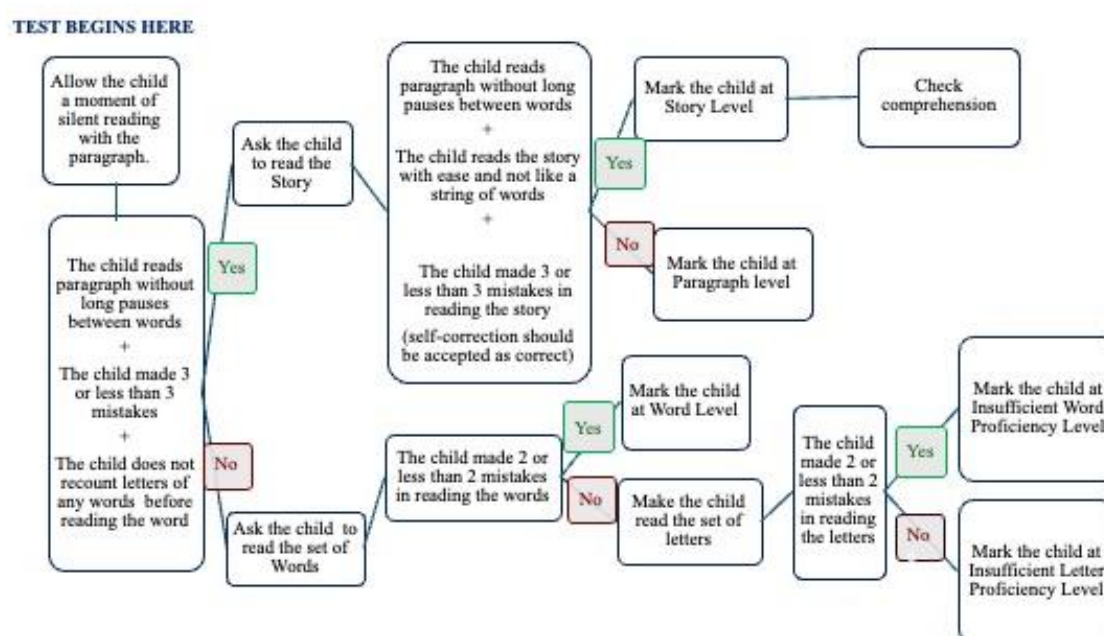 TEST BEGINS HERE
Allow the child
a moment of
silent reading
with the
paragraph.
The child reads
paragraph without
long pauses
between words
+
The child made 3
or less than 3
mistakes
+
The child does not
recount letters of
any words before
reading the word
Yes
No
Ask the child
to read the
Story
The child reads
paragraph without long
pauses between words
+
The child reads the story
with ease and not like a
string of words
+
The child made 3 or
less than 3 mistakes in
reading the story
(self-correction should
be accepted as correct)
Yes
No
Mark the child at
Story Level
Check
comprehension
Mark the child at
Paragraph level
Ask the child to
read the set of
Words
The child made 2 or
less than 2 mistakes
in reading the words
Yes
No
Mark the child
at Word Level
Make the child
read the set of
letters
The child
made 2 or
less than 2
mistakes
in reading
the letters
Yes
No
Mark the child at
Insufficient Word
Proficiency Level
Mark the child at
Insufficient Letter
Proficiency Level